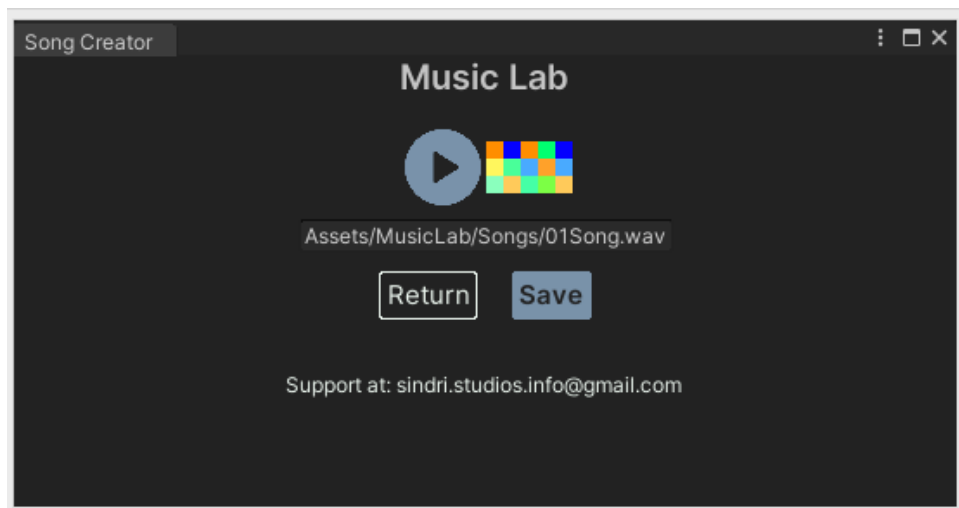 Song Creator
Music Lab
Assets/MusicLab/Songs/01Song.wav
Return Save
Support at: sindri.studios.info@gmail.com